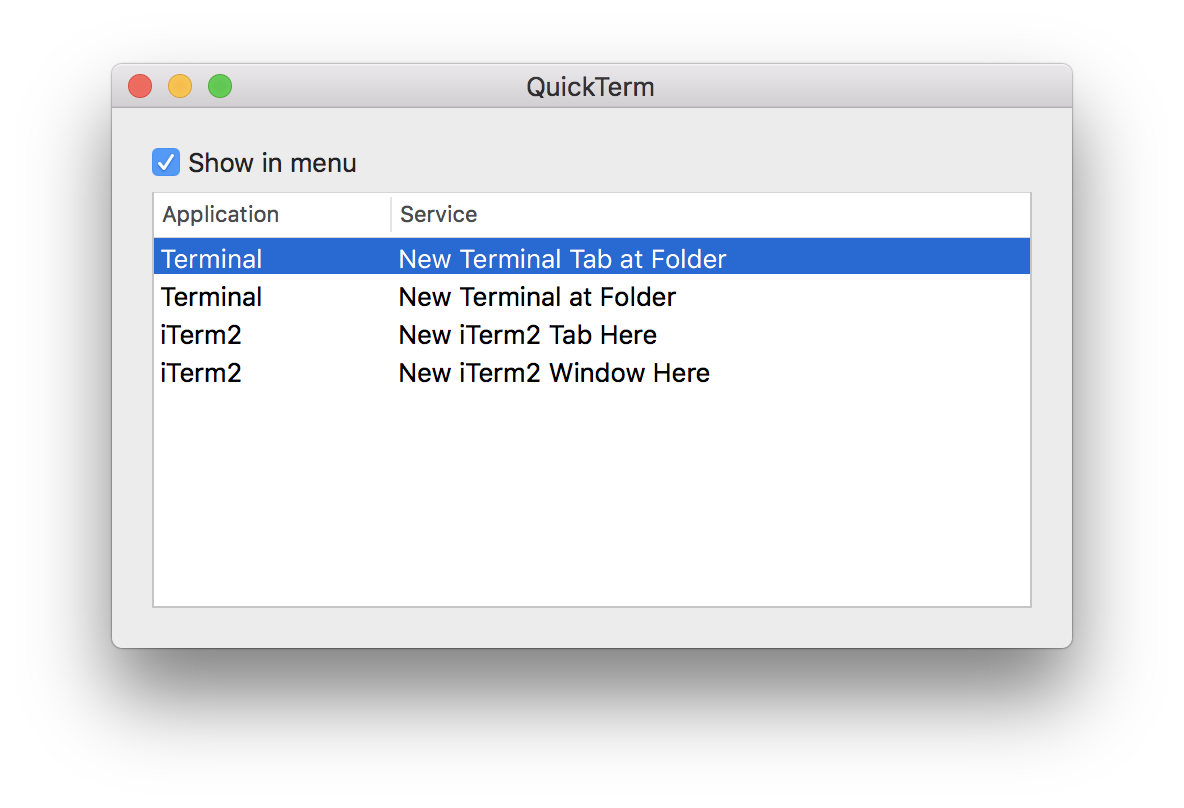 QuickTerm
Show in menu
Application Service
Terminal New Terminal Tab at Folder
Terminal New Terminal at Folder
iTerm2 New iTerm2 Tab Here
iTerm2 New iTerm2 Window Here